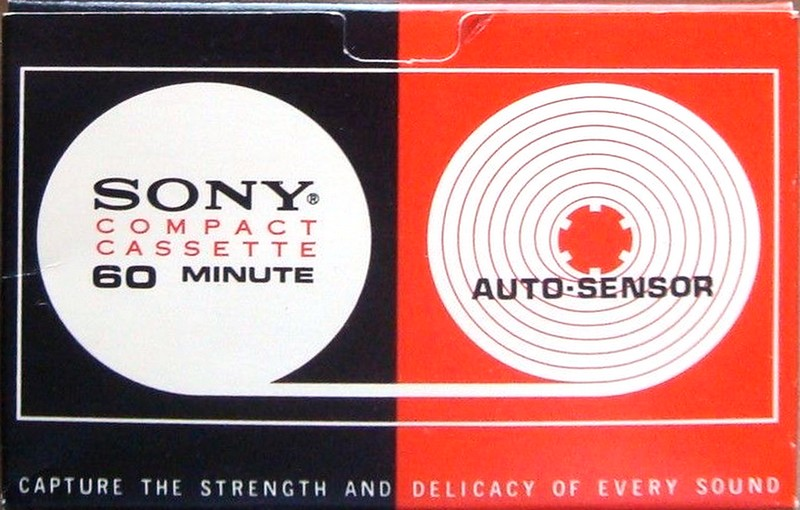 SONY®
COMPACT
CASSETTE
60 MINUTE
AUTO·SENSOR
CAPTURE THE STRENGTH AND DELICACY OF EVERY SOUND